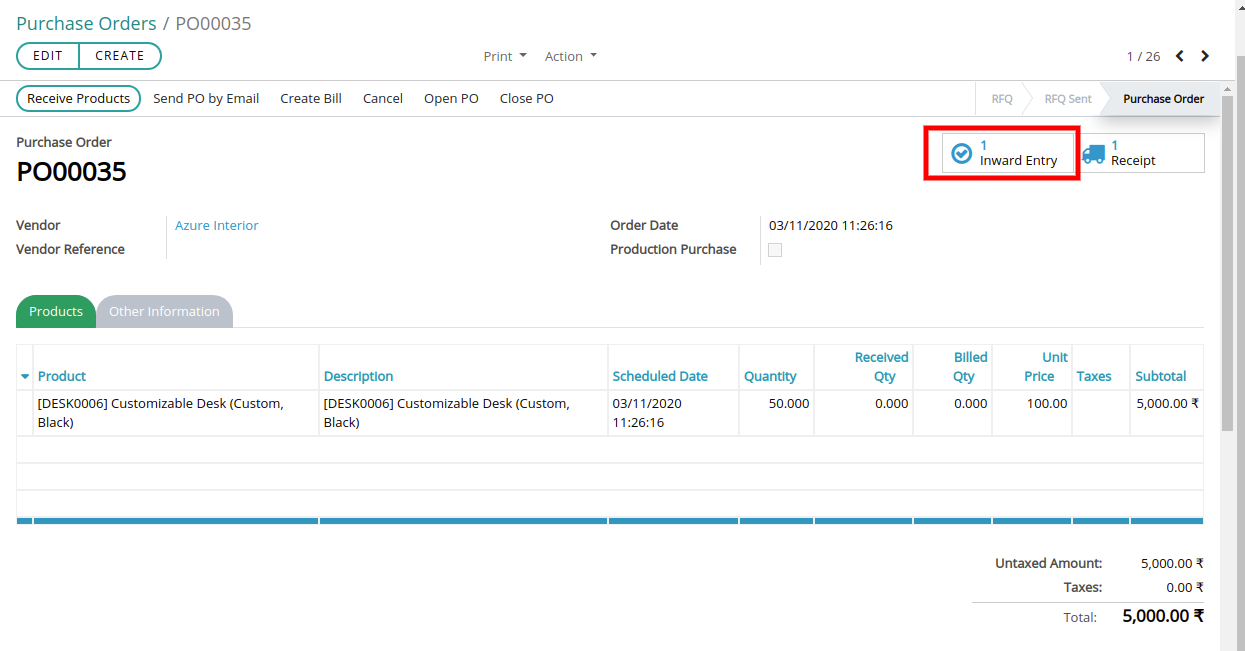 Purchase Orders / PO00035
EDIT CREATE Print Action 1 / 26
Receive Products Send PO by Email Create Bill Cancel Open PO Close PO RFQ RFQ Sent Purchase Order
Purchase Order
PO00035
1
Inward Entry
1
Receipt
Vendor Azure Interior
Vendor Reference
Order Date 03/11/2020 11:26:16
Production Purchase
Products Other Information
Product Description Scheduled Date Quantity Received Qty Billed Qty Unit Price Taxes Subtotal
[DESK0006] Customizable Desk (Custom, [DESK0006] Customizable Desk (Custom, 03/11/2020 50.000 0.000 0.000 100.00 5,000.00 ₹
Black) Black) 11:26:16
Untaxed Amount: 5,000.00 ₹
Taxes: 0.00 ₹
Total: 5,000.00 ₹